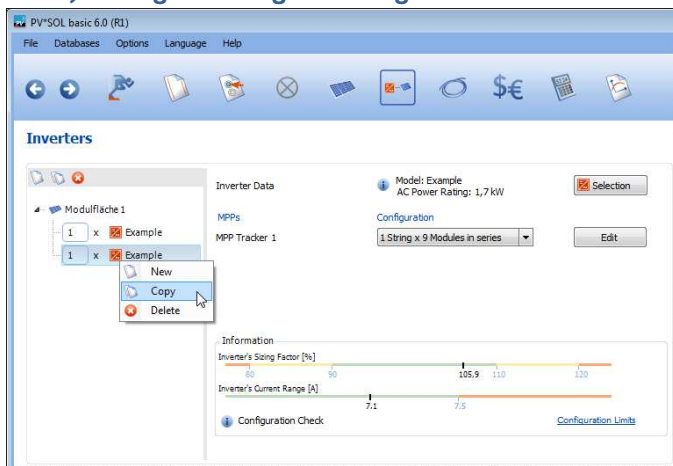 PV*SOL basic 6.0 (R1)
File Databases Options Language Help
$€
Inverters
Inverter Data
Model: Example
AC Power Rating: 1,7 kW
Selection
Modulfläche 1
MPPs Configuration
1 x Example
MPP Tracker 1 1 String x 9 Modules in series Edit
1 x Example
New
Copy
Delete
Information
Inverter's Sizing Factor [%]
80 90 105,9 110 120
Inverter's Current Range [A]
7.1 7.5
Configuration Check Configuration Limits